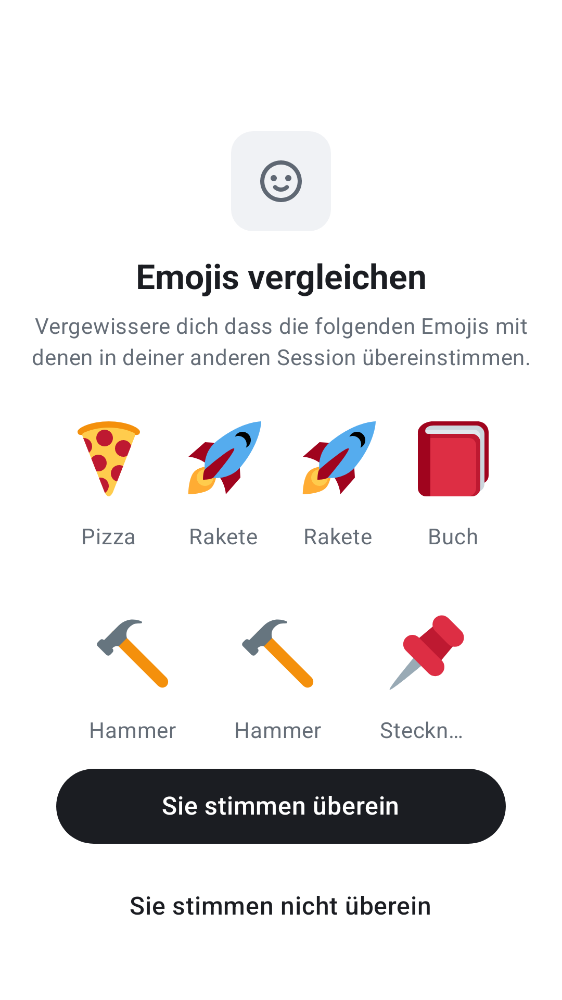 Emojis vergleichen
Vergewissere dich dass die folgenden Emojis mit
denen in deiner anderen Session übereinstimmen.
Pizza Rakete Rakete Buch
Hammer Hammer Steckn…
Sie stimmen überein
Sie stimmen nicht überein